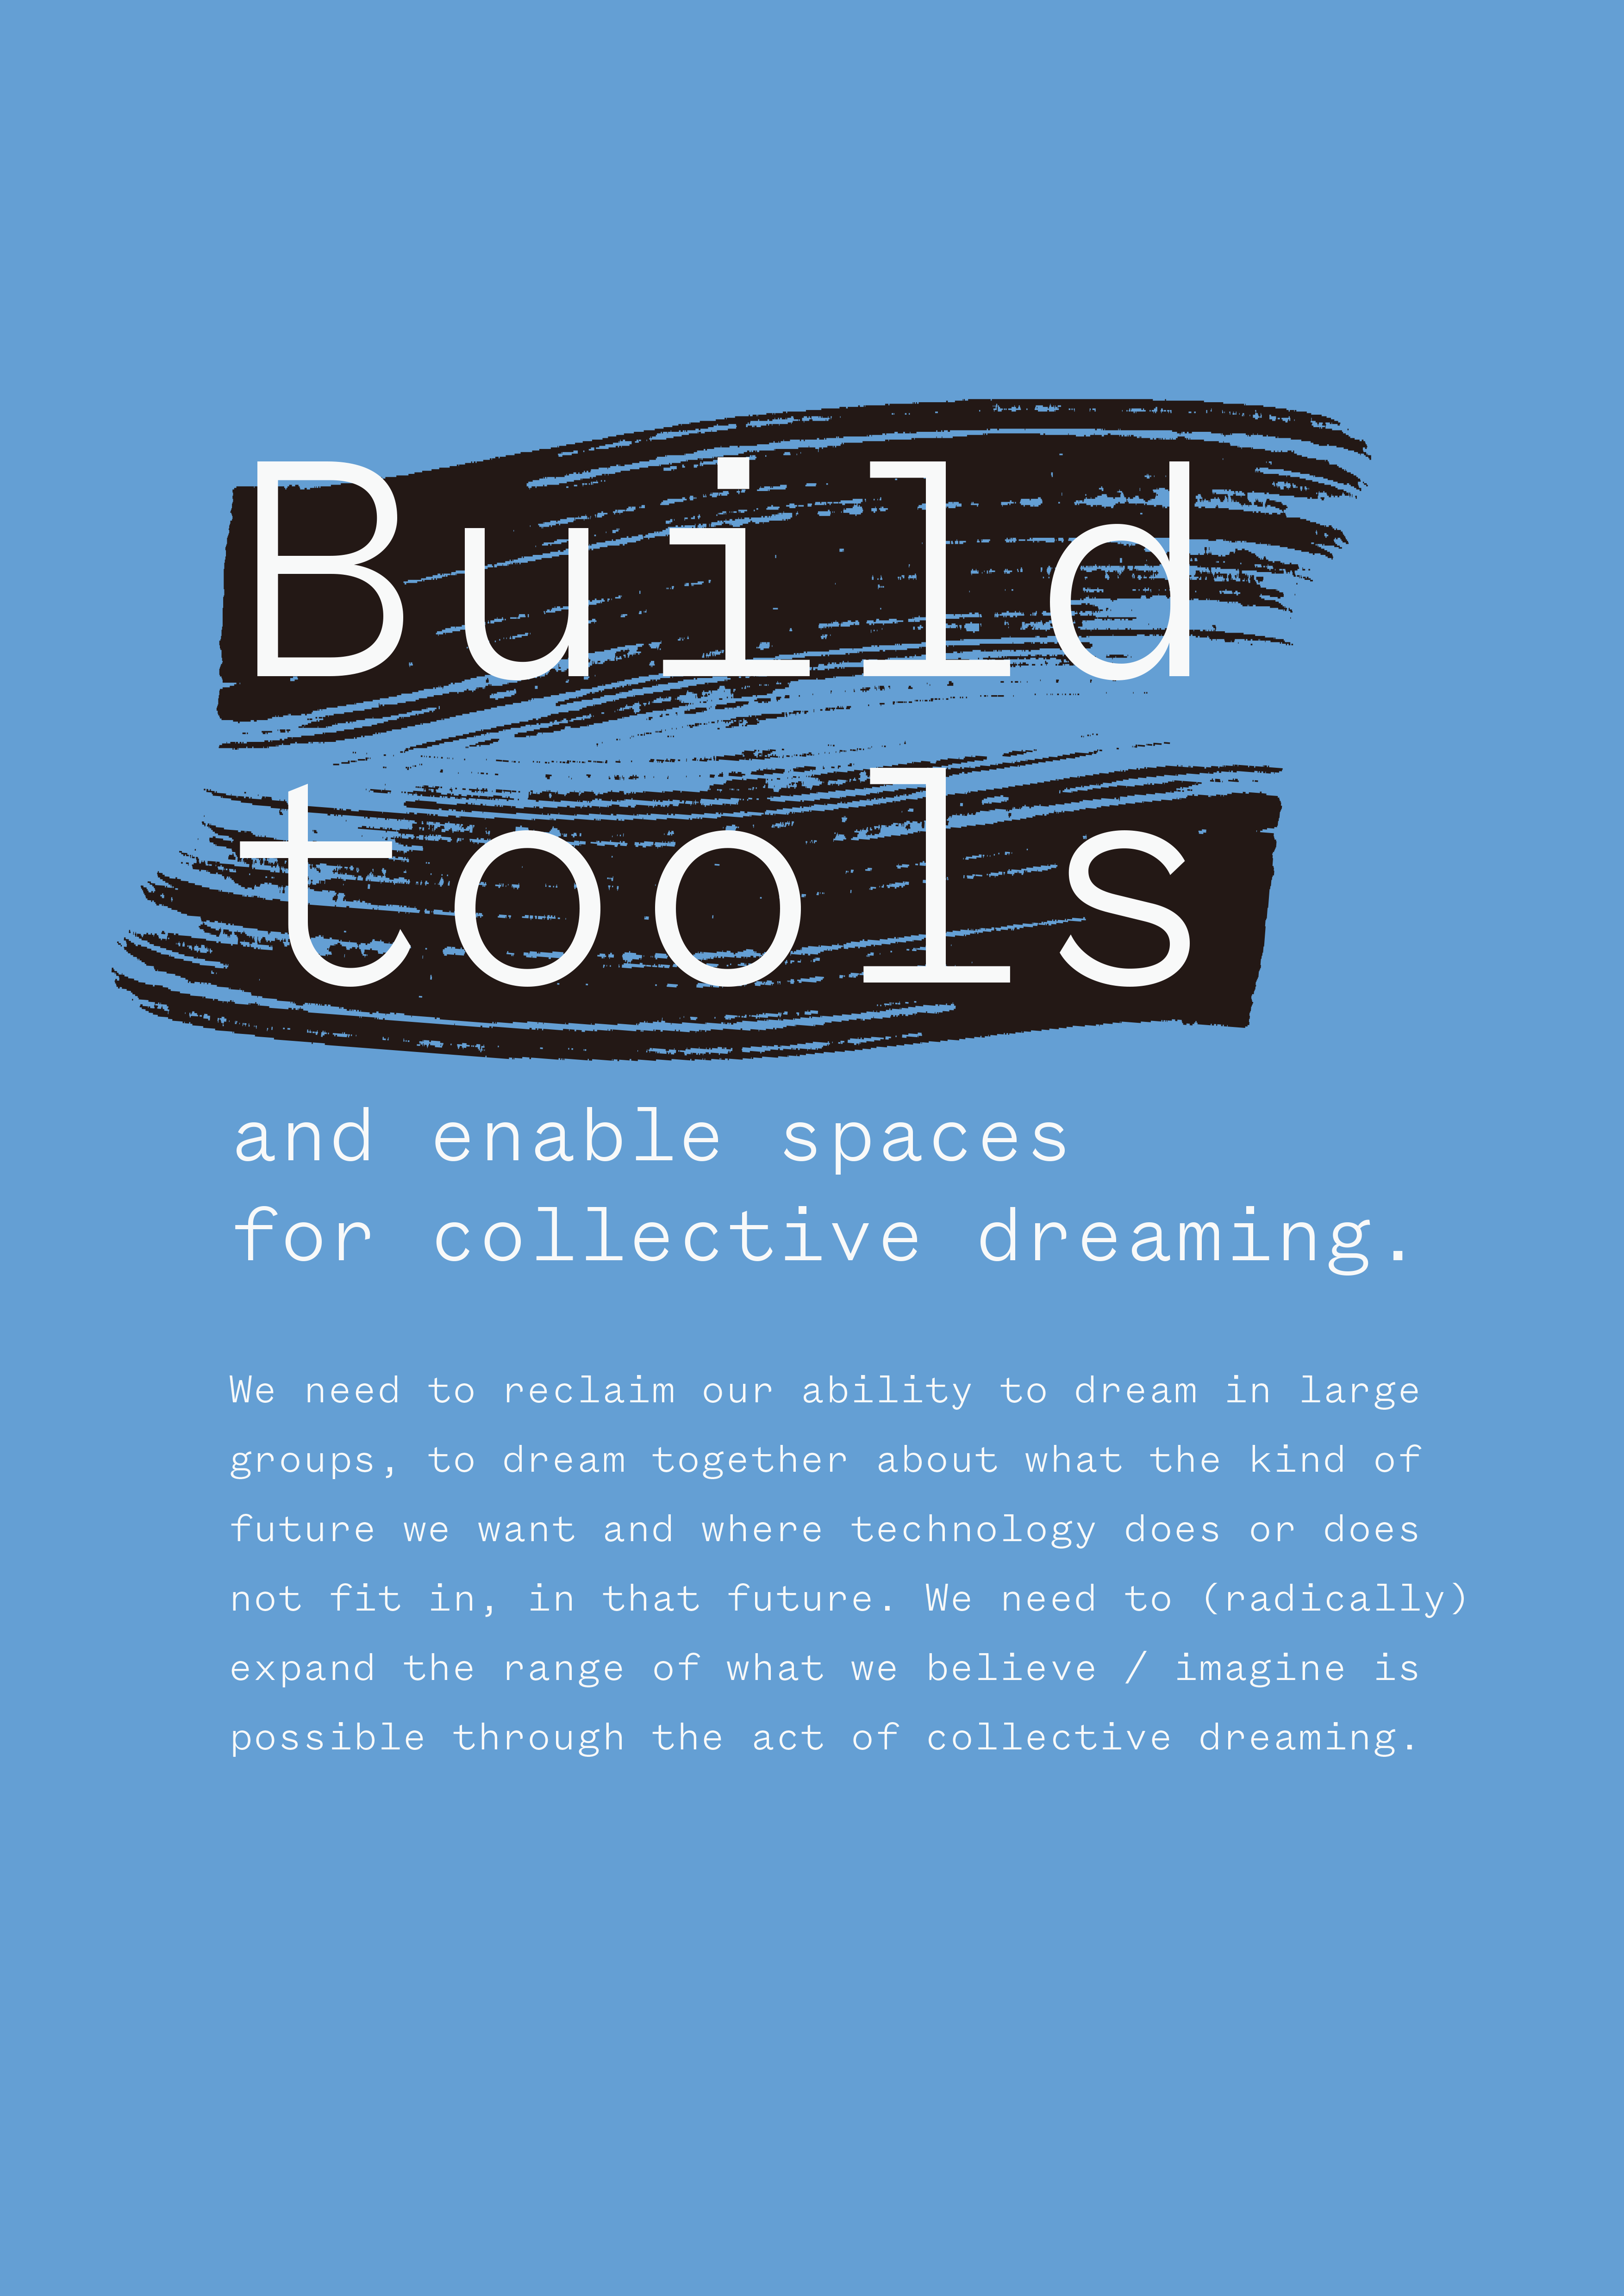 Build
tools
and enable spaces
for collective dreaming.
We need to reclaim our ability to dream in large
groups, to dream together about what the kind of
future we want and where technology does or does
not fit in, in that future. We need to (radically)
expand the range of what we believe / imagine is
possible through the act of collective dreaming.